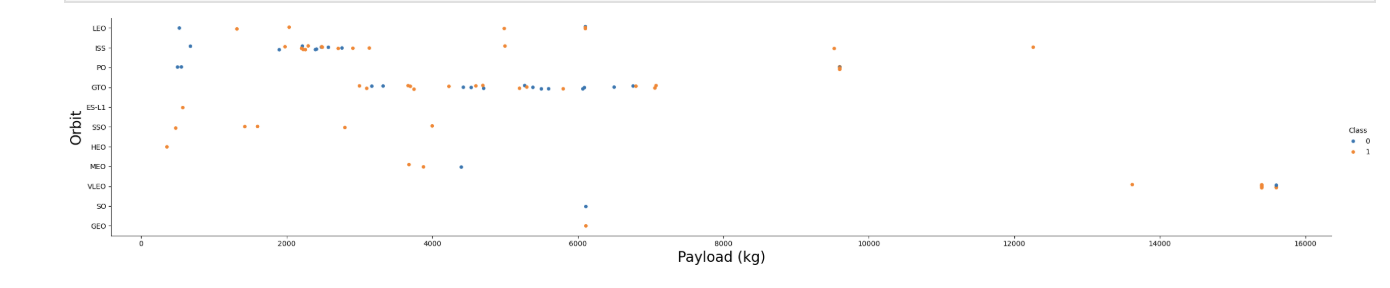 LEO
ISS
PO
GTO
ES-L1
SSO
HEO
MEO
VLEO
SO
GEO
Orbit
0 2000 4000 6000 8000 10000 12000 14000 16000
Payload (kg)
Class
0
1